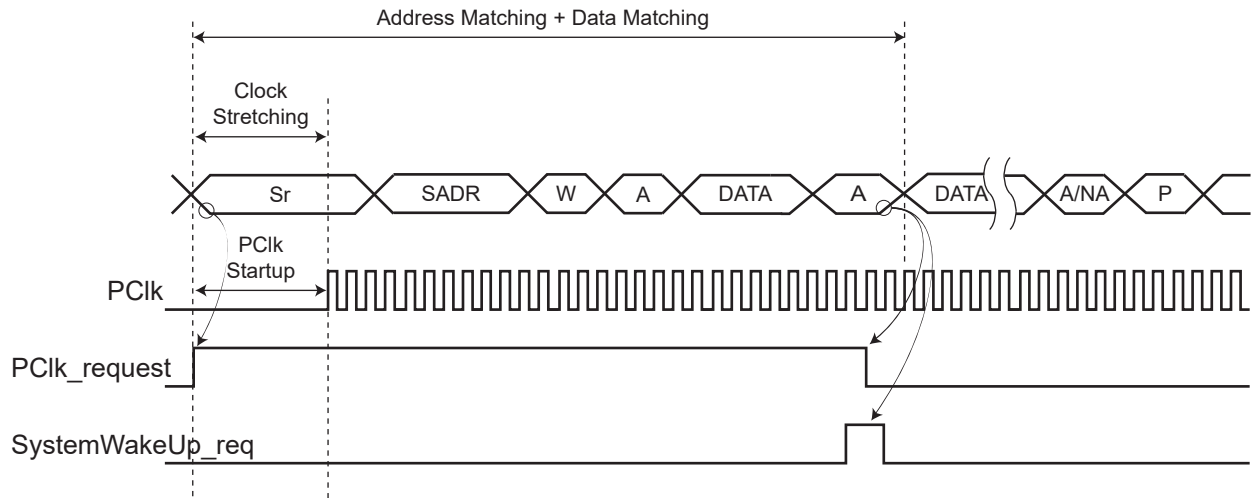 Address Matching + Data Matching
Clock
Stretching
Sr SADR W A DATA A DATA A/NA P
PClk
Startup
PClk
PClk_request
SystemWakeUp_req